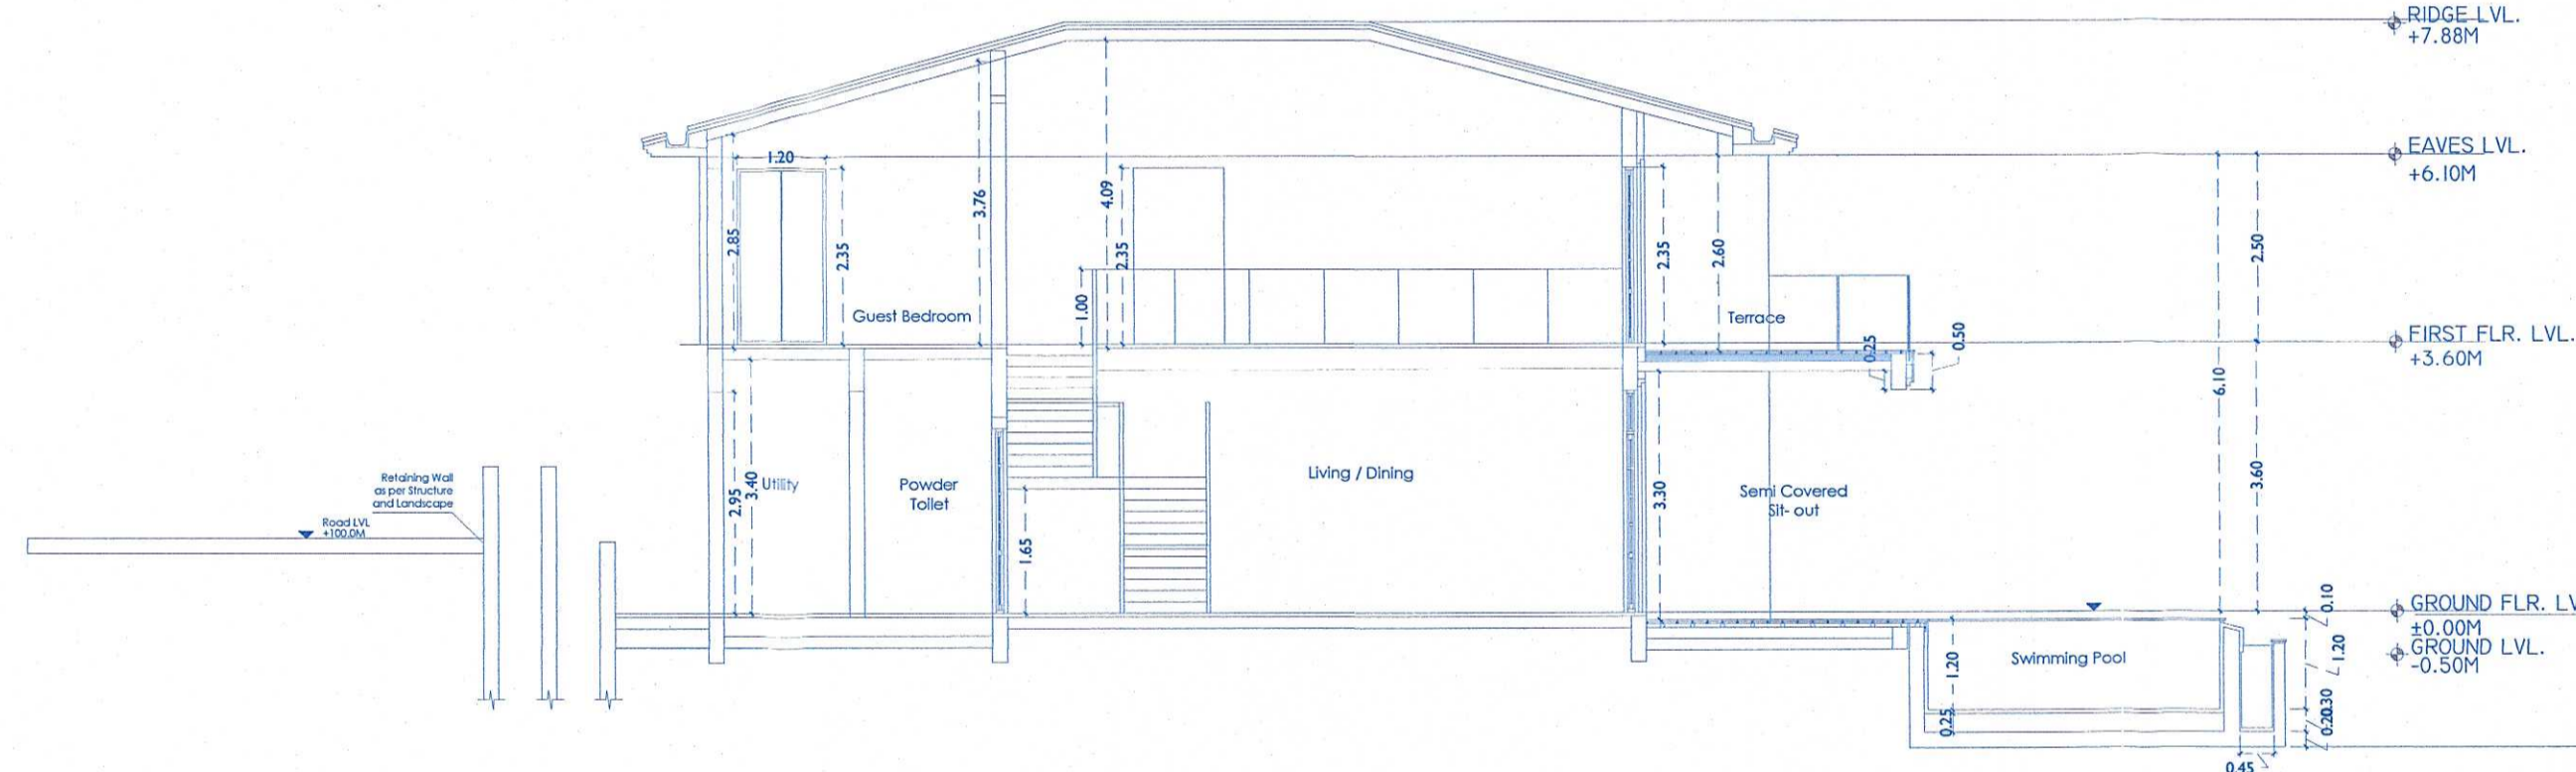 RIDGE LVL.
+7.88M
EAVES LVL.
+6.10M
1.20
2.85
2.35
3.76
4.09
2.35
1.00
2.35
2.60
2.50
Guest Bedroom
Terrace
0.25
0.50
FIRST FLR. LVL.
+3.60M
6.10
Retaining Wall
as per Structure
and Landscape
Road LVL
+100.0M
2.95
3.40
Utility
Powder
Toilet
1.65
Living / Dining
3.30
Semi Covered
Sit- out
3.60
0.10
GROUND FLR. LV
±0.00M
GROUND LVL.
-0.50M
1.20
0.25
Swimming Pool
1.20
0.30
0.20
0.45